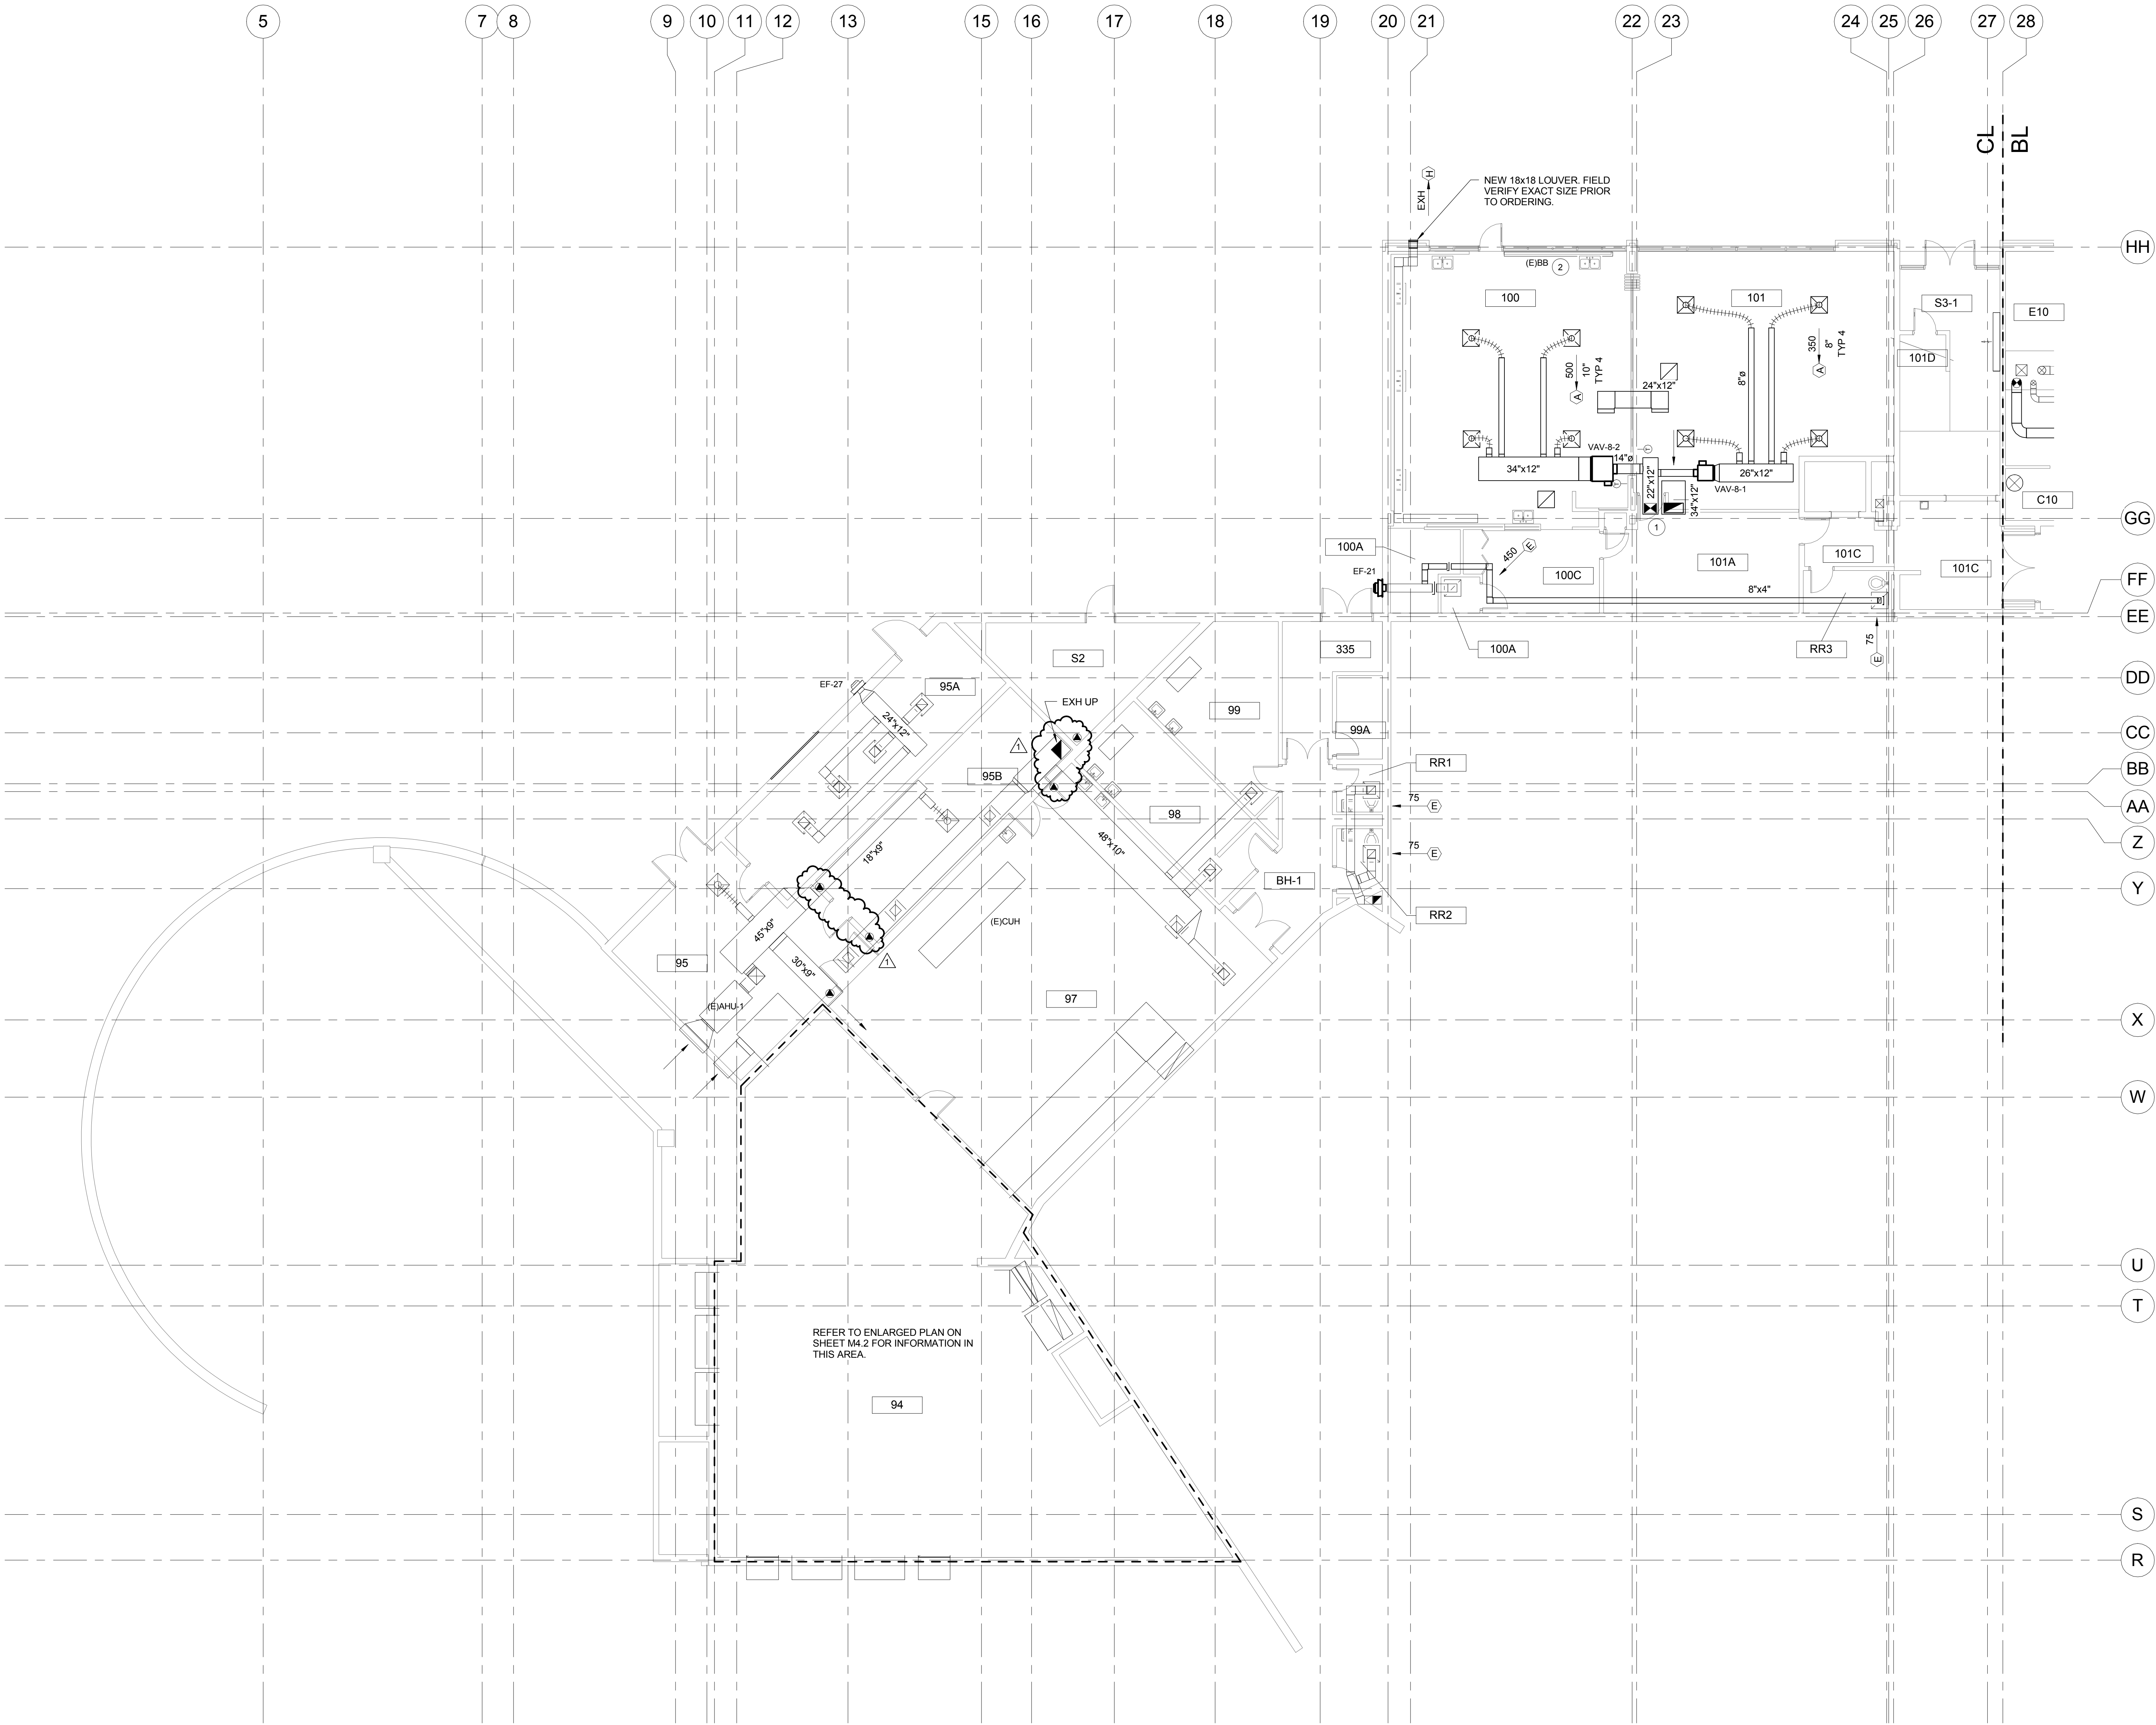 5
7
8
9
10
11
12
13
15
16
17
18
19
20
21
22
23
24
25
26
27
28
CL
BL
H
EXH
NEW 18x18 LOUVER. FIELD
VERIFY EXACT SIZE PRIOR
TO ORDERING.
HH
(E)BB
2
100
101
S3-1
E10
350
8"
TYP 4
A
500
10"
TYP 4
A
8"ø
24"x12"
101D
VAV-8-2
T
34"x12"
14"ø
T
22"x12"
26"x12"
VAV-8-1
34"x12"
C10
1
GG
100A
450
E
EF-21
100C
101A
101C
101C
8"x4"
FF
EE
75
E
S2
335
100A
RR3
DD
EF-27
95A
24"x12"
EXH UP
99
99A
CC
1
95B
RR1
BB
75
E
AA
98
48"x10"
18"x9"
Z
75
E
BH-1
Y
RR2
(E)CUH
45"x9"
95
30"x9"
1
97
(E)AHU-1
X
W
U
T
REFER TO ENLARGED PLAN ON
SHEET M4.2 FOR INFORMATION IN
THIS AREA.
94
S
R